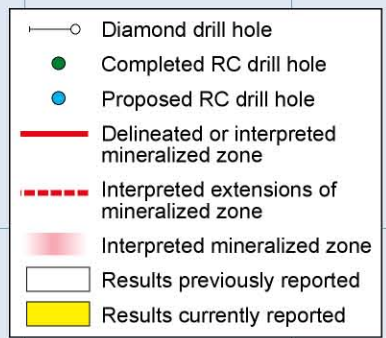 Diamond drill hole
Completed RC drill hole
Proposed RC drill hole
Delineated or interpreted
mineralized zone
Interpreted extensions of
mineralized zone
Interpreted mineralized zone
Results previously reported
Results currently reported